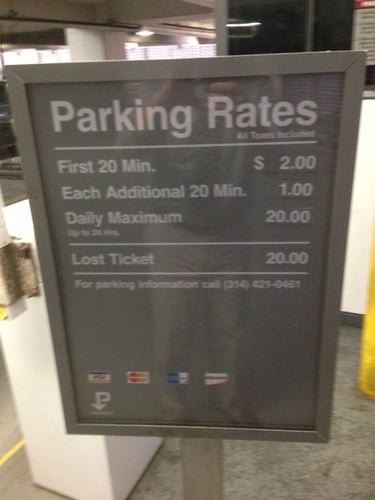 Parking Rates
All Taxes Included
First 20 Min. $ 2.00
Each Additional 20 Min. 1.00
Daily Maximum 20.00
Up to 24 Hrs.
Lost Ticket 20.00
For parking information call (314) 421-0461
VISA
P